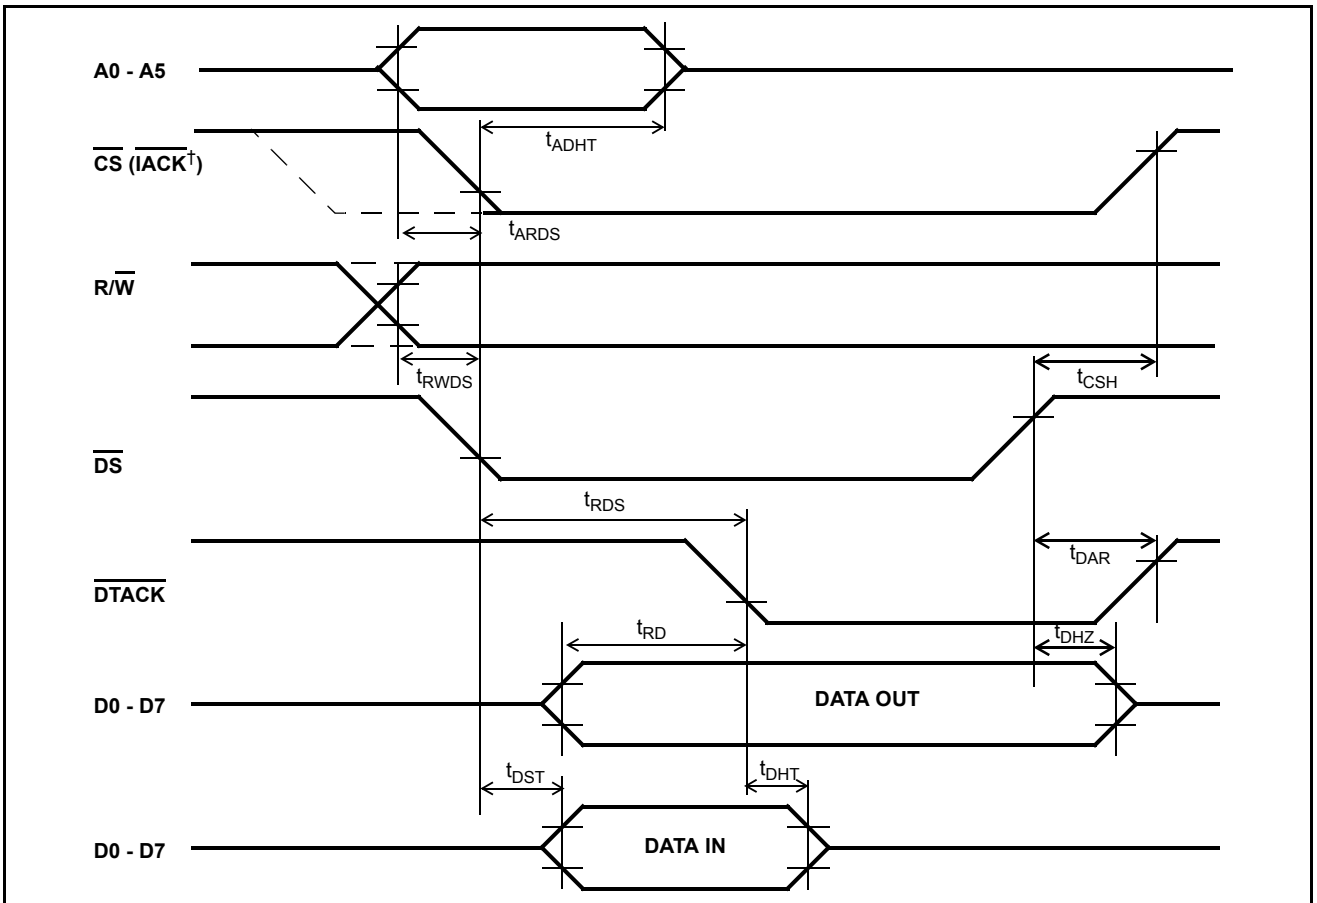 A0 - A5
tADHT
CS (IACK†)
tARDS
R/W
tRWDS
tCSH
DS
tRDS
tDAR
DTACK
tRD
tDHZ
D0 - D7
DATA OUT
tDST
tDHT
D0 - D7
DATA IN